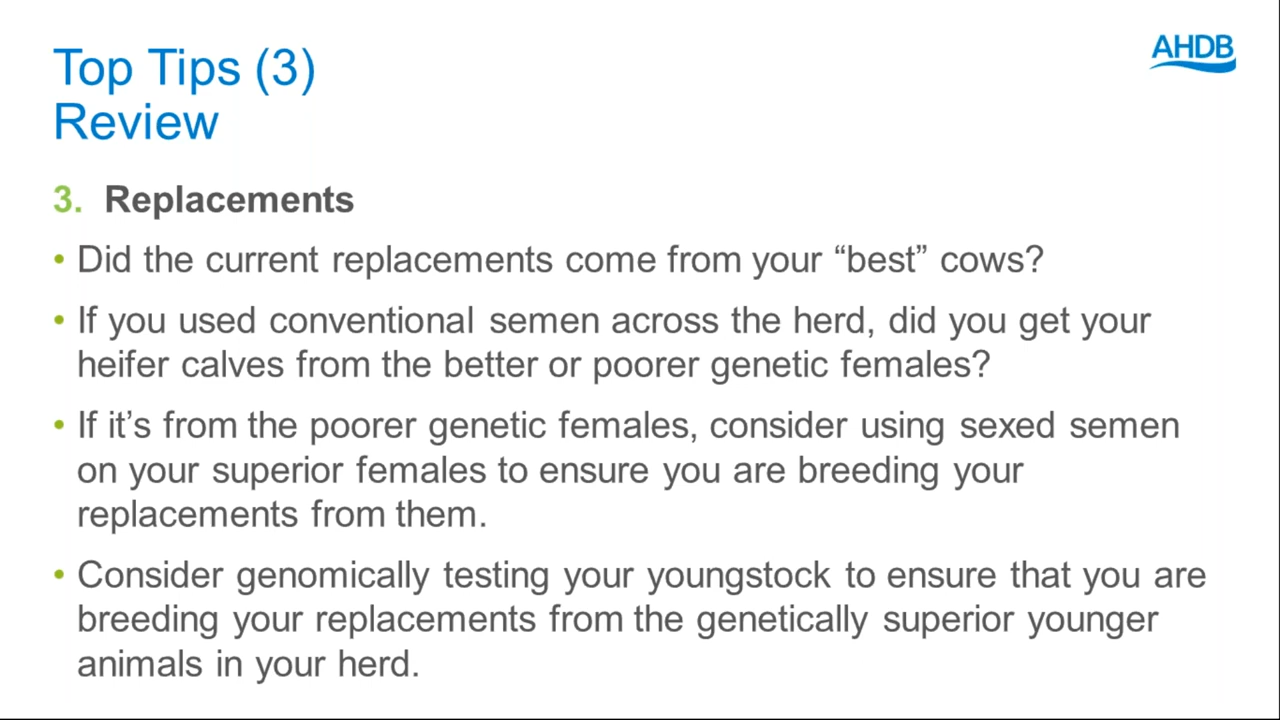 Top Tips (3)
Review
AHDB
3. Replacements
• Did the current replacements come from your “best” cows?
• If you used conventional semen across the herd, did you get your
heifer calves from the better or poorer genetic females?
• If it’s from the poorer genetic females, consider using sexed semen
on your superior females to ensure you are breeding your
replacements from them.
• Consider genomically testing your youngstock to ensure that you are
breeding your replacements from the genetically superior younger
animals in your herd.